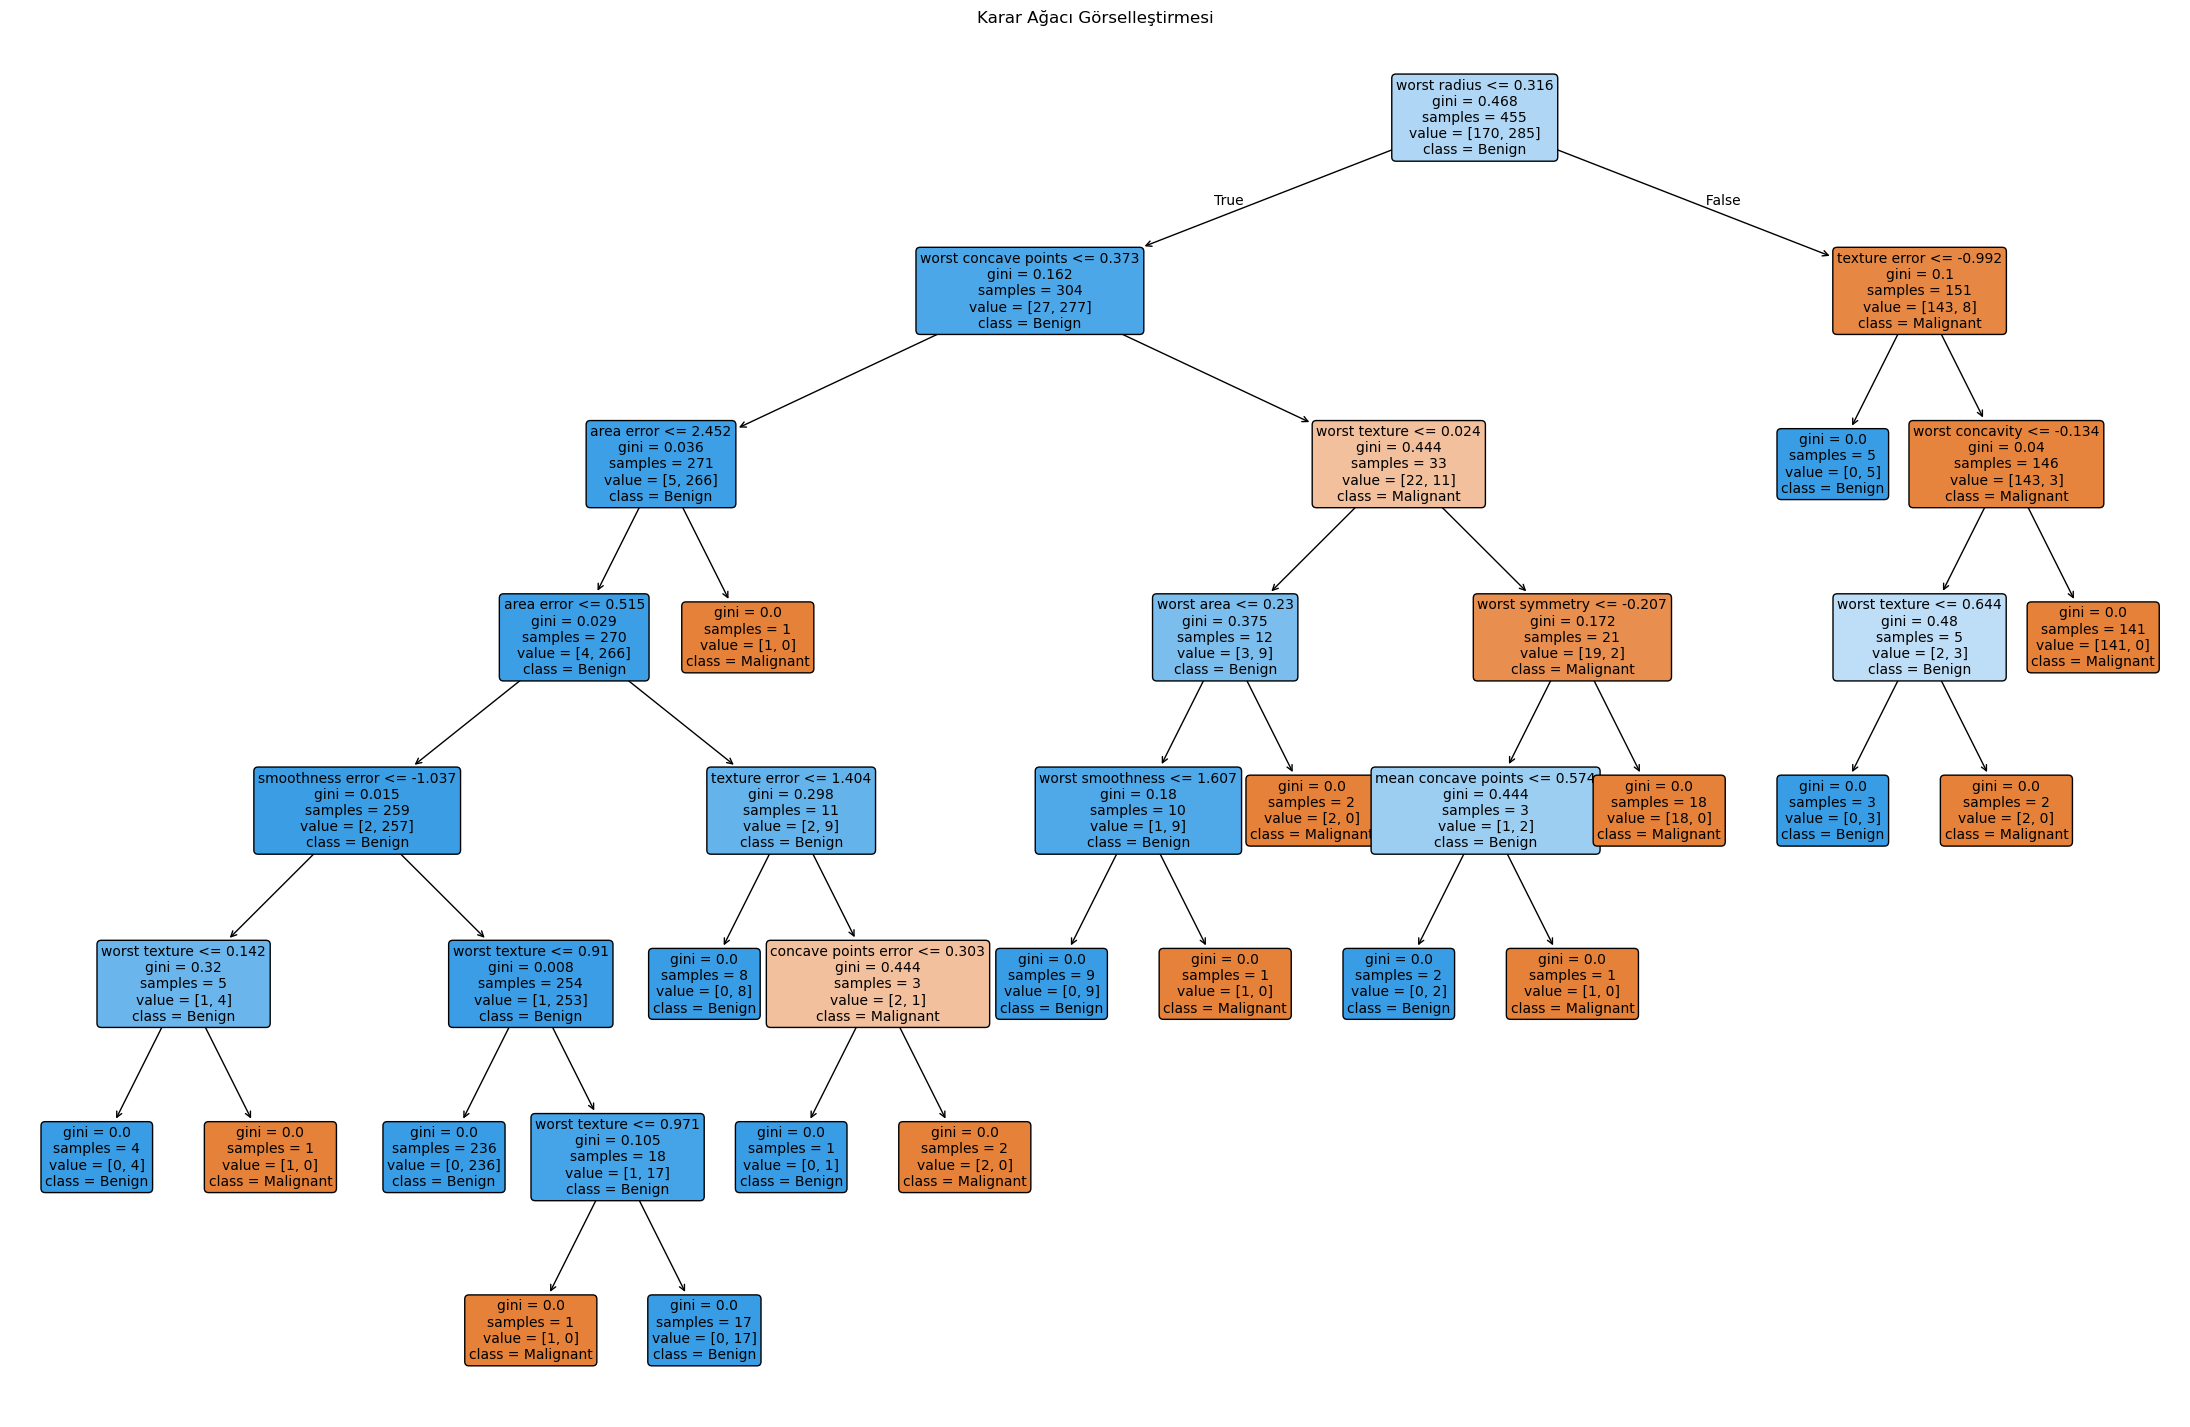 Karar Ağacı Görselleştirmesi
worst radius <= 0.316
gini = 0.468
samples = 455
value = [170, 285]
class = Benign
True
False
worst concave points <= 0.373
gini = 0.162
samples = 304
value = [27, 277]
class = Benign
texture error <= -0.992
gini = 0.1
samples = 151
value = [143, 8]
class = Malignant
area error <= 2.452
gini = 0.036
samples = 271
value = [5, 266]
class = Benign
worst texture <= 0.024
gini = 0.444
samples = 33
value = [22, 11]
class = Malignant
gini = 0.0
samples = 5
value = [0, 5]
class = Benign
worst concavity <= -0.134
gini = 0.04
samples = 146
value = [143, 3]
class = Malignant
area error <= 0.515
gini = 0.029
samples = 270
value = [4, 266]
class = Benign
gini = 0.0
samples = 1
value = [1, 0]
class = Malignant
worst area <= 0.23
gini = 0.375
samples = 12
value = [3, 9]
class = Benign
worst symmetry <= -0.207
gini = 0.172
samples = 21
value = [19, 2]
class = Malignant
worst texture <= 0.644
gini = 0.48
samples = 5
value = [2, 3]
class = Benign
gini = 0.0
samples = 141
value = [141, 0]
class = Malignant
smoothness error <= -1.037
gini = 0.015
samples = 259
value = [2, 257]
class = Benign
texture error <= 1.404
gini = 0.298
samples = 11
value = [2, 9]
class = Benign
worst smoothness <= 1.607
gini = 0.18
samples = 10
value = [1, 9]
class = Benign
gini = 0.0
samples = 2
value = [2, 0]
class = Malignant
mean concave points <= 0.574
gini = 0.444
samples = 3
value = [1, 2]
class = Benign
gini = 0.0
samples = 18
value = [18, 0]
class = Malignant
gini = 0.0
samples = 3
value = [0, 3]
class = Benign
gini = 0.0
samples = 2
value = [2, 0]
class = Malignant
worst texture <= 0.142
gini = 0.32
samples = 5
value = [1, 4]
class = Benign
worst texture <= 0.91
gini = 0.008
samples = 254
value = [1, 253]
class = Benign
gini = 0.0
samples = 8
value = [0, 8]
class = Benign
concave points error <= 0.303
gini = 0.444
samples = 3
value = [2, 1]
class = Malignant
gini = 0.0
samples = 9
value = [0, 9]
class = Benign
gini = 0.0
samples = 1
value = [1, 0]
class = Malignant
gini = 0.0
samples = 2
value = [0, 2]
class = Benign
gini = 0.0
samples = 1
value = [1, 0]
class = Malignant
gini = 0.0
samples = 4
value = [0, 4]
class = Benign
gini = 0.0
samples = 1
value = [1, 0]
class = Malignant
gini = 0.0
samples = 236
value = [0, 236]
class = Benign
worst texture <= 0.971
gini = 0.105
samples = 18
value = [1, 17]
class = Benign
gini = 0.0
samples = 1
value = [0, 1]
class = Benign
gini = 0.0
samples = 2
value = [2, 0]
class = Malignant
gini = 0.0
samples = 1
value = [1, 0]
class = Malignant
gini = 0.0
samples = 17
value = [0, 17]
class = Benign